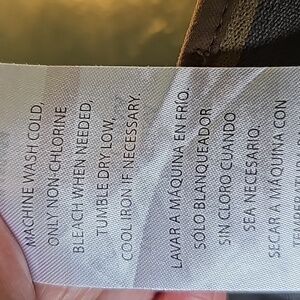 MACHINE WASH COLD,
ONLY NON-CHLORINE
BLEACH WHEN NEEDED,
TUMBLE DRY LOW,
COOL IRON IF NECESSARY.
LAVAR A MÁQUINA EN FRÍO,
SÓLO BLANQUEADOR
SIN CLORO CUANDO
SEA NECESARIO.
SECAR A MÁQUINA CON